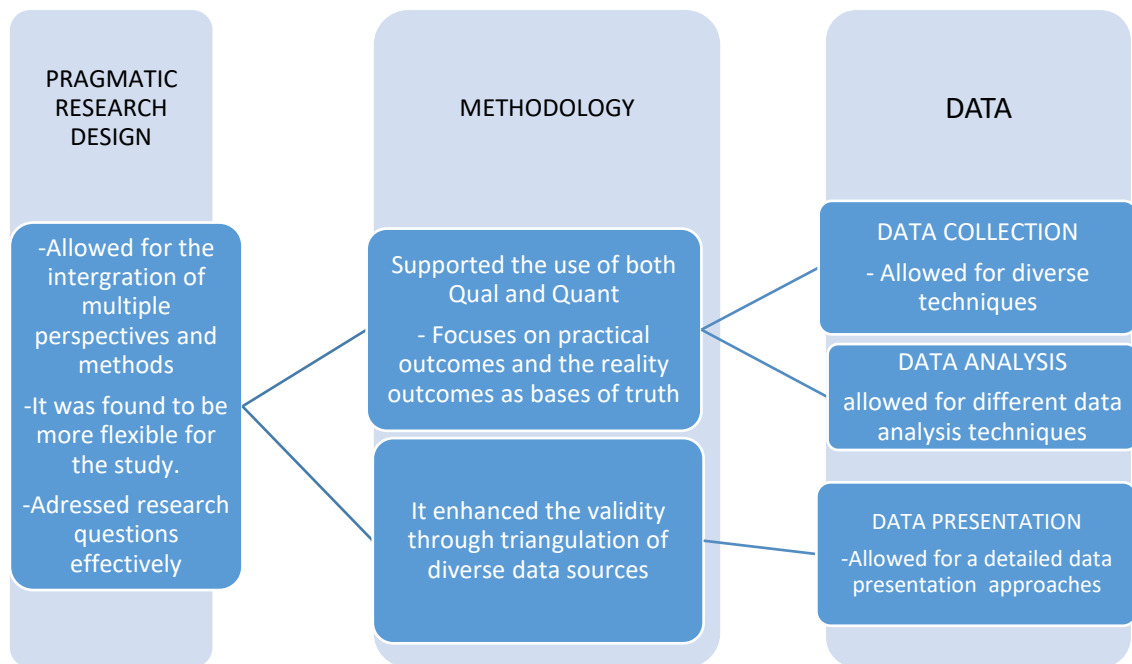 PRAGMATIC
RESEARCH
DESIGN
-Allowed for the
intergration of
multiple
perspectives and
methods
-It was found to be
more flexible for
the study.
-Adressed research
questions
effectively
METHODOLOGY
Supported the use of both
Qual and Quant
- Focuses on practical
outcomes and the reality
outcomes as bases of truth
It enhanced the validity
through triangulation of
diverse data sources
DATA
DATA COLLECTION
- Allowed for diverse
techniques
DATA ANALYSIS
allowed for different data
analysis techniques
DATA PRESENTATION
-Allowed for a detailed data
presentation approaches